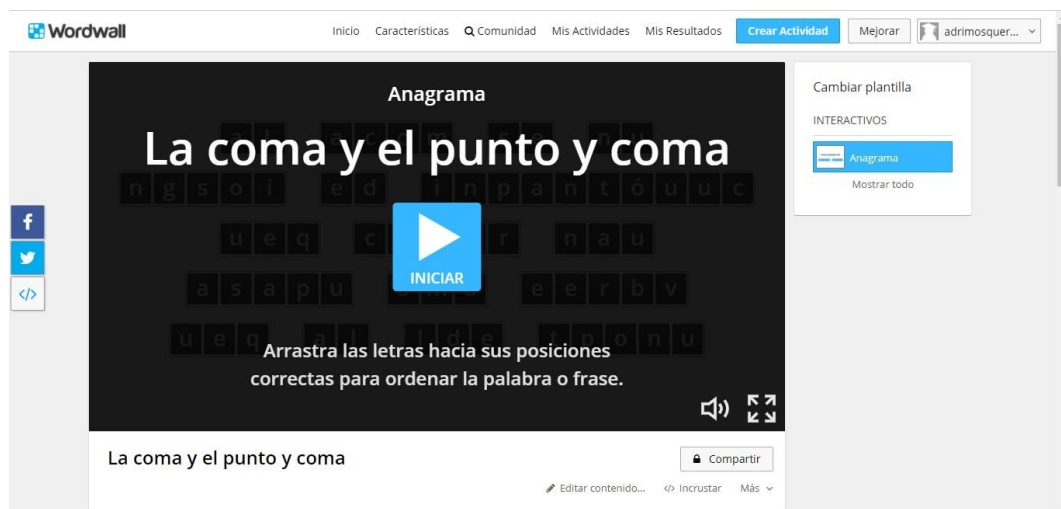 Wordwall
Inicio Características Comunidad Mis Actividades Mis Resultados Crear Actividad Mejorar adrimosquer...
Anagrama
La coma y el punto y coma
n g s o i e d i n p a n t ó u u c
u e q c r n a u
INICIAR
a s a p u e e r b v
u e q a l l d e t p o n u
Arrastra las letras hacia sus posiciones
correctas para ordenar la palabra o frase.
Cambiar plantilla
INTERACTIVOS
Anagrama
Mostrar todo
La coma y el punto y coma
Compartir
Editar contenido... </> Incrustar Más